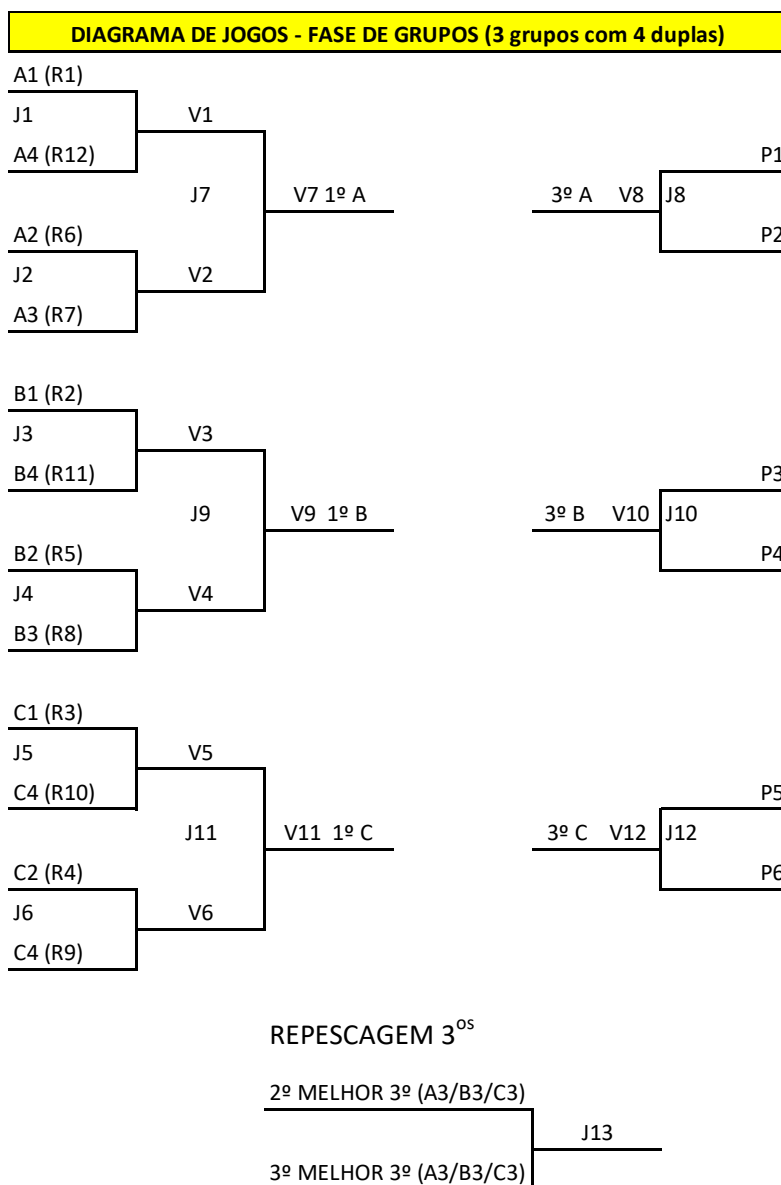 DIAGRAMA DE JOGOS - FASE DE GRUPOS (3 grupos com 4 duplas)
A1 (R1)
J1 V1
A4 (R12) P1
J7 V7 1º A 3º A V8 J8
A2 (R6) P2
J2 V2
A3 (R7)
B1 (R2)
J3 V3
B4 (R11) P3
J9 V9 1º B 3º B V10 J10
B2 (R5) P4
J4 V4
B3 (R8)
C1 (R3)
J5 V5
C4 (R10) P5
J11 V11 1º C 3º C V12 J12
C2 (R4) P6
J6 V6
C4 (R9)
REPESCAGEM 3os
2º MELHOR 3º (A3/B3/C3)
J13
3º MELHOR 3º (A3/B3/C3)